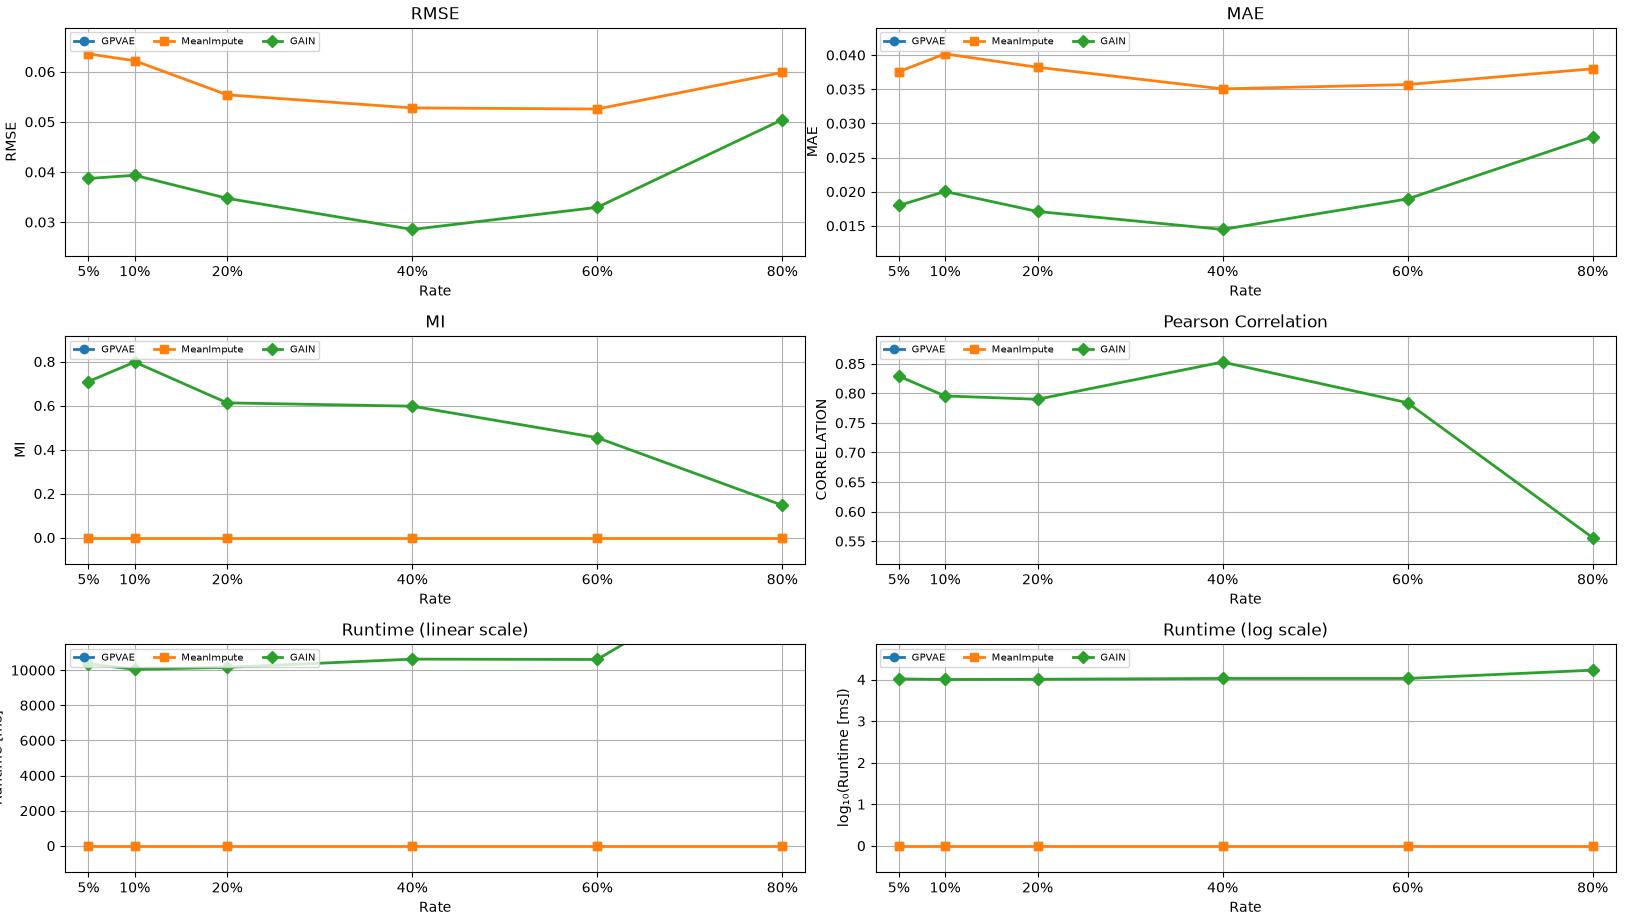 RMSE
GPVAE MeanImpute GAIN
0.06
0.05
0.04
0.03
RMSE
5% 10% 20% 40% 60% 80%
Rate
MAE
GPVAE MeanImpute GAIN
0.040
0.035
0.030
0.025
0.020
0.015
MAE
5% 10% 20% 40% 60% 80%
Rate
MI
GPVAE MeanImpute GAIN
0.8
0.6
0.4
0.2
0.0
MI
5% 10% 20% 40% 60% 80%
Rate
Pearson Correlation
GPVAE MeanImpute GAIN
0.85
0.80
0.75
0.70
0.65
0.60
0.55
CORRELATION
5% 10% 20% 40% 60% 80%
Rate
Runtime (linear scale)
GPVAE MeanImpute GAIN
10000
8000
6000
4000
2000
0
5% 10% 20% 40% 60% 80%
Rate
Runtime (log scale)
GPVAE MeanImpute GAIN
4
3
2
1
0
log₁₀(Runtime [ms])
5% 10% 20% 40% 60% 80%
Rate